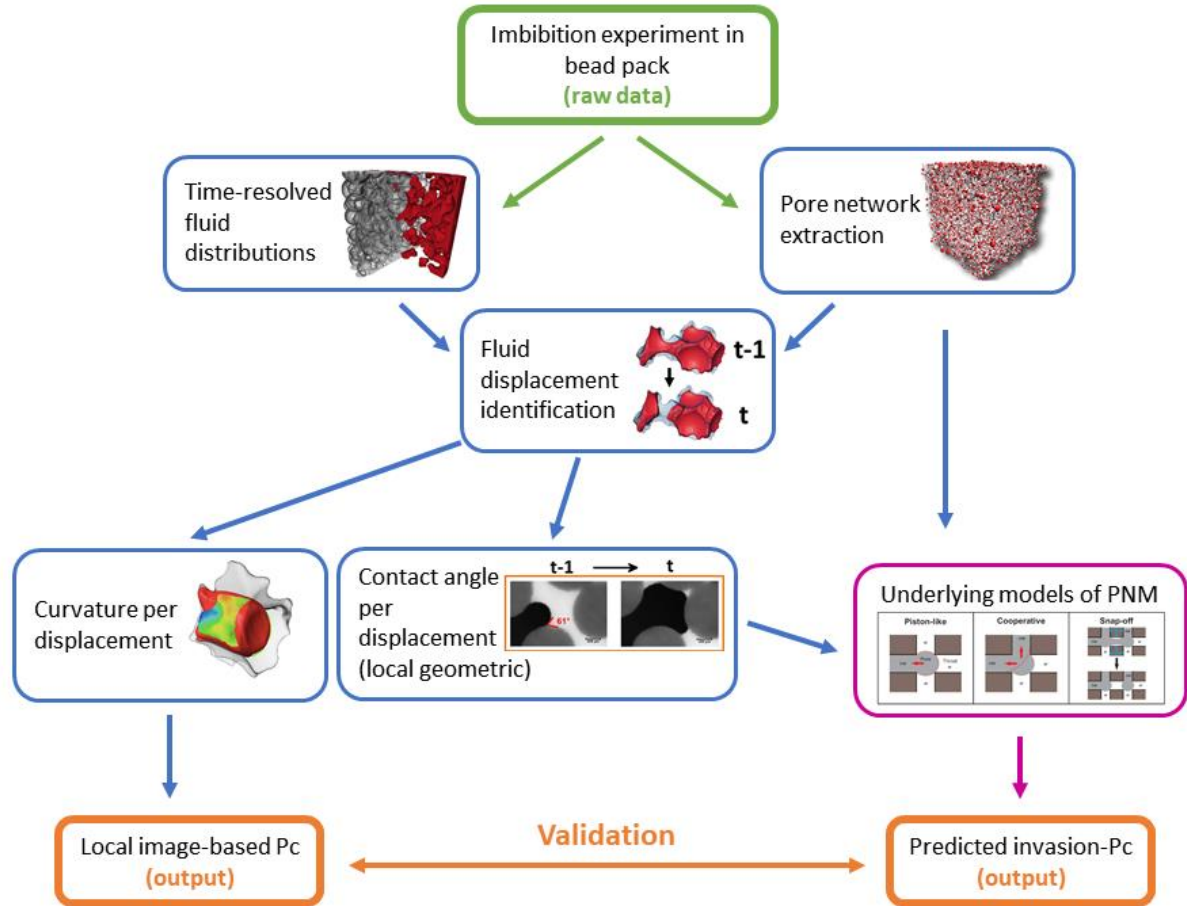 Imbibition experiment in
bead pack
(raw data)
Time-resolved
fluid
distributions
Pore network
extraction
Fluid
displacement
identification
t-1
t
Curvature per
displacement
Contact angle
per
displacement
(local geometric)
t-1
t
61°
Underlying models of PNM
Piston-like
Cooperative
Snap-off
Throat
Local image-based Pc
(output)
Validation
Predicted invasion-Pc
(output)